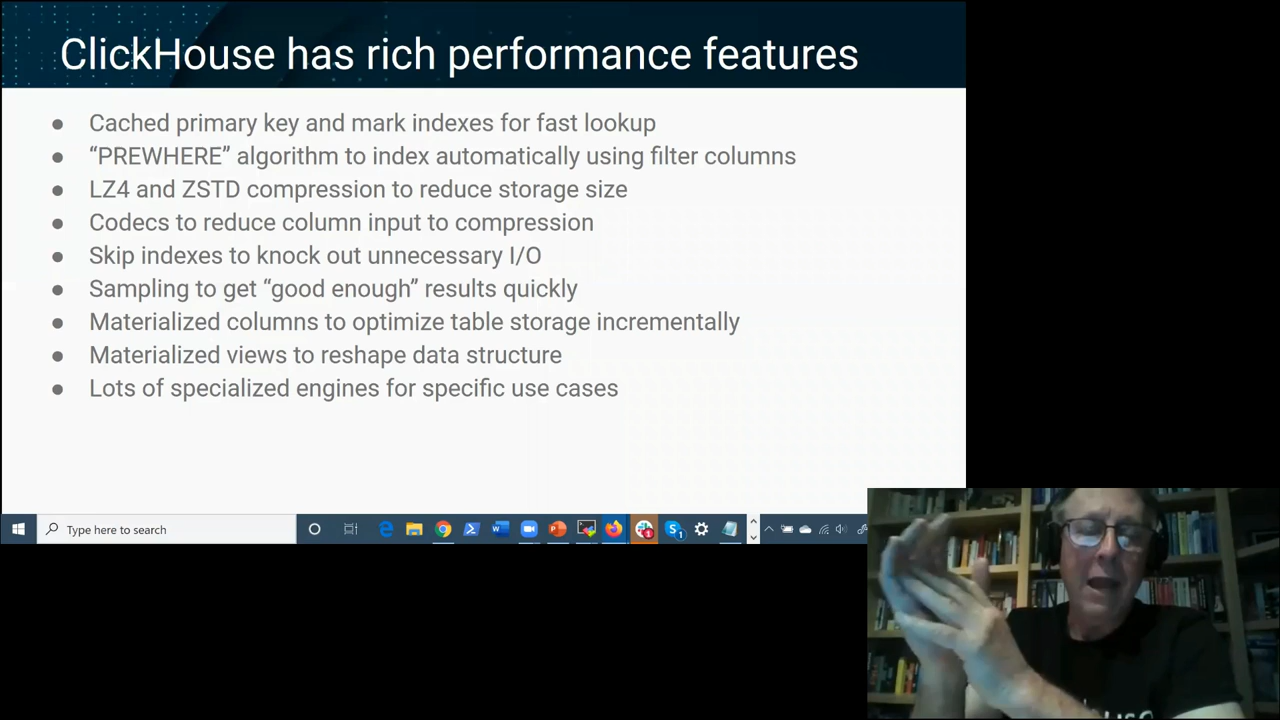 ClickHouse has rich performance features
● Cached primary key and mark indexes for fast lookup
● “PREWHERE” algorithm to index automatically using filter columns
● LZ4 and ZSTD compression to reduce storage size
● Codecs to reduce column input to compression
● Skip indexes to knock out unnecessary I/O
● Sampling to get “good enough” results quickly
● Materialized columns to optimize table storage incrementally
● Materialized views to reshape data structure
● Lots of specialized engines for specific use cases
Type here to search